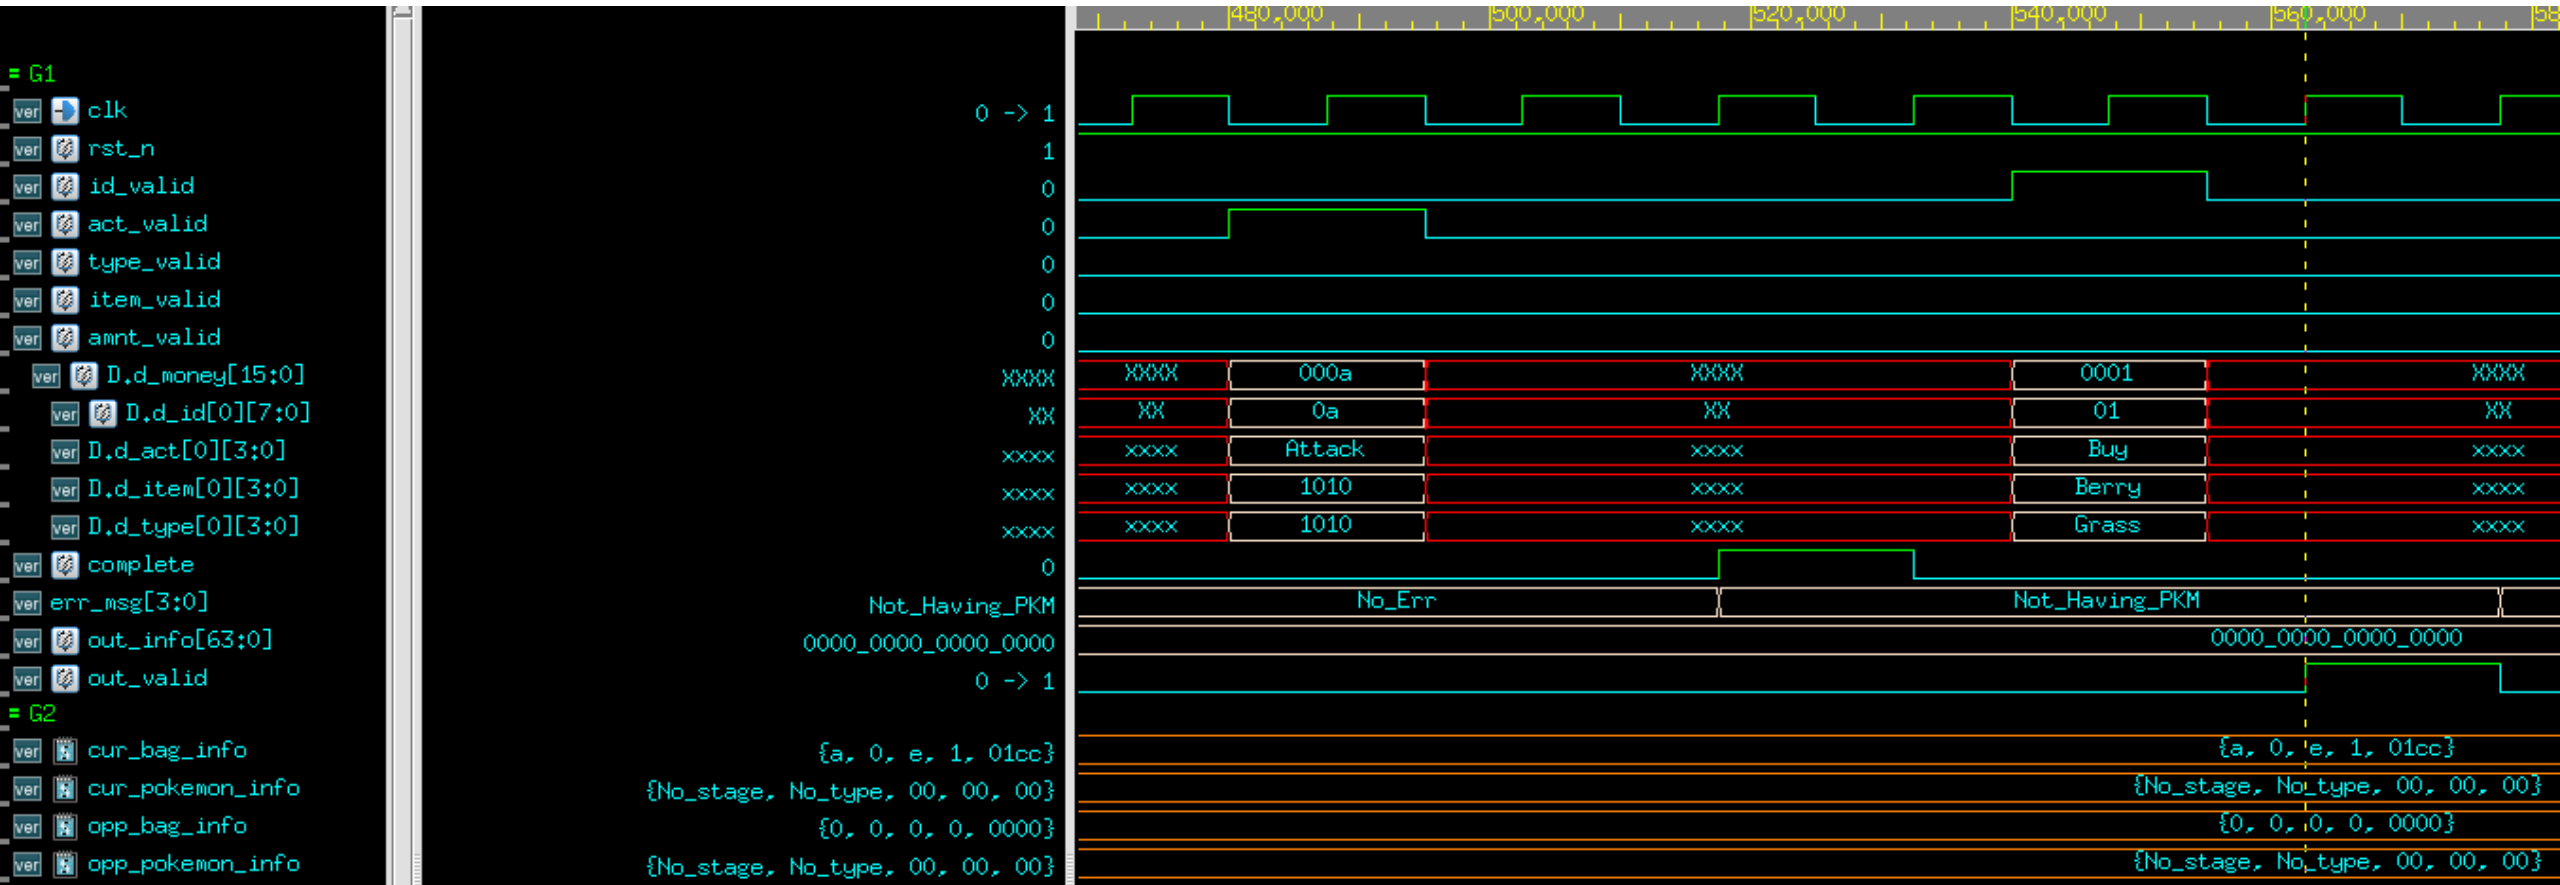 480,000 500,000 520,000 540,000 560,000 58
= G1
ver clk 0 -> 1
ver rst_n 1
ver id_valid 0
ver act_valid 0
ver type_valid 0
ver item_valid 0
ver amnt_valid 0
ver D.d_money[15:0] XXXX XXXX 000a XXXX 0001 XXXX
ver D.d_id[0][7:0] XX XX 0a XX 01 XX
ver D.d_act[0][3:0] xxxx xxxx Attack xxxx Buy xxxx
ver D.d_item[0][3:0] xxxx xxxx 1010 xxxx Berry xxxx
ver D.d_type[0][3:0] xxxx xxxx 1010 xxxx Grass xxxx
ver complete 0
ver err_msg[3:0] Not_Having_PKM No_Err Not_Having_PKM
ver out_info[63:0] 0000_0000_0000_0000 0000_0000_0000_0000
ver out_valid 0 -> 1
= G2
ver cur_bag_info {a, 0, e, 1, 01cc} {a, 0, e, 1, 01cc}
ver cur_pokemon_info {No_stage, No_type, 00, 00, 00} {No_stage, No_type, 00, 00, 00}
ver opp_bag_info {0, 0, 0, 0, 0000} {0, 0, 0, 0, 0000}
ver opp_pokemon_info {No_stage, No_type, 00, 00, 00} {No_stage, No_type, 00, 00, 00}